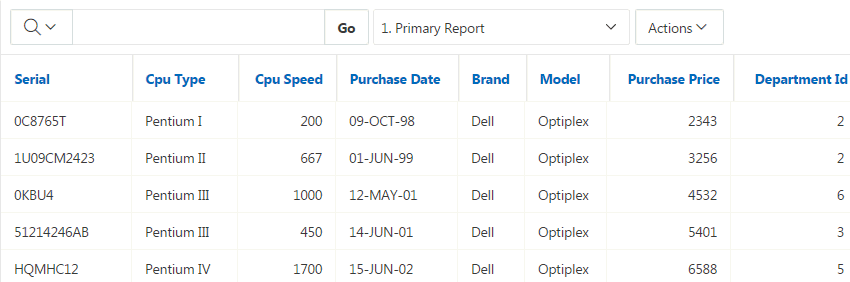 Go 1. Primary Report Actions
Serial Cpu Type Cpu Speed Purchase Date Brand Model Purchase Price Department Id
0C8765T Pentium I 200 09-OCT-98 Dell Optiplex 2343 2
1U09CM2423 Pentium II 667 01-JUN-99 Dell Optiplex 3256 2
0KBU4 Pentium III 1000 12-MAY-01 Dell Optiplex 4532 6
51214246AB Pentium III 450 14-JUN-01 Dell Optiplex 5401 3
HQMHC12 Pentium IV 1700 15-JUN-02 Dell Optiplex 6588 5